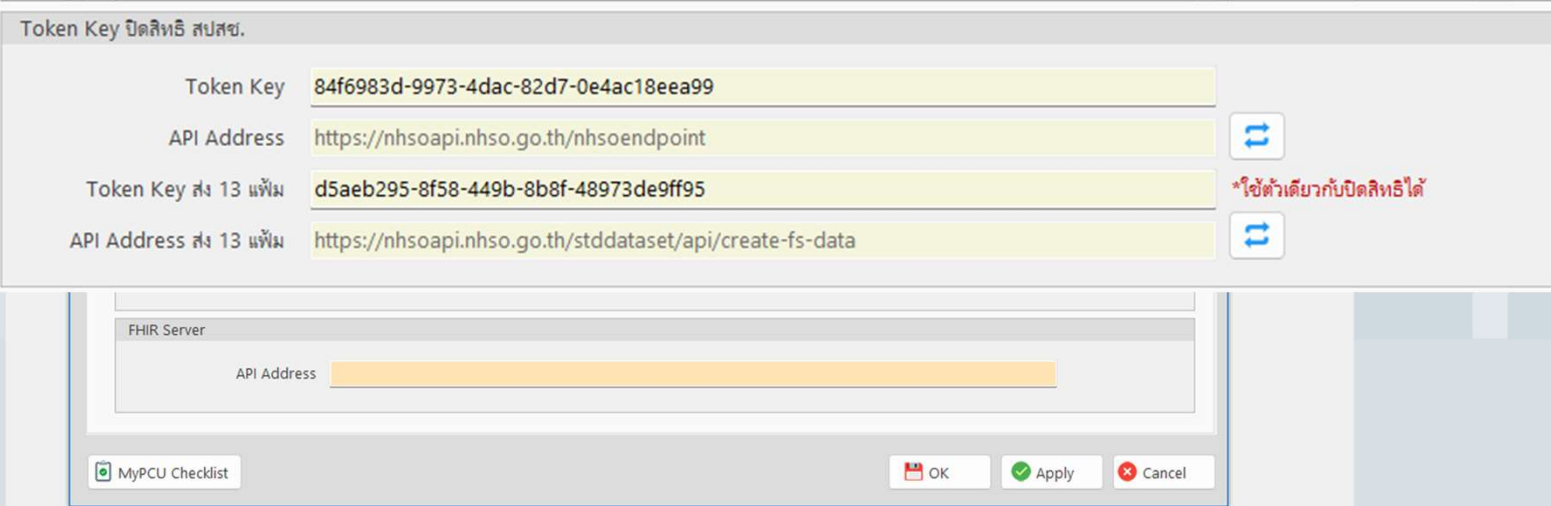 Token Key ปิดสิทธิ สปสช.
Token Key 84f6983d-9973-4dac-82d7-0e4ac18eea99
API Address https://nhsoapi.nhso.go.th/nhsoendpoint
Token Key ส่ง 13 แฟ้ม d5aeb295-8f58-449b-8b8f-48973de9ff95 *ใช้ตัวเดียวกับปิดสิทธิได้
API Address ส่ง 13 แฟ้ม https://nhsoapi.nhso.go.th/stddataset/api/create-fs-data
FHIR Server
API Address
MyPCU Checklist OK Apply Cancel